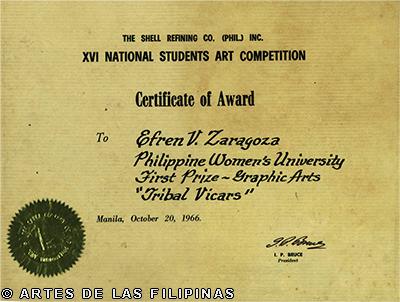 THE SHELL REFINING CO. (PHIL) INC.
XVI NATIONAL STUDENTS ART COMPETITION
Certificate of Award
To Efren V. Zaragoza
Philippine Women's University
First Prize ~ Graphic Arts
"Tribal Vicars"
Manila, October 20, 1966.
I. P. BRUCE
President
© ARTES DE LAS FILIPINAS